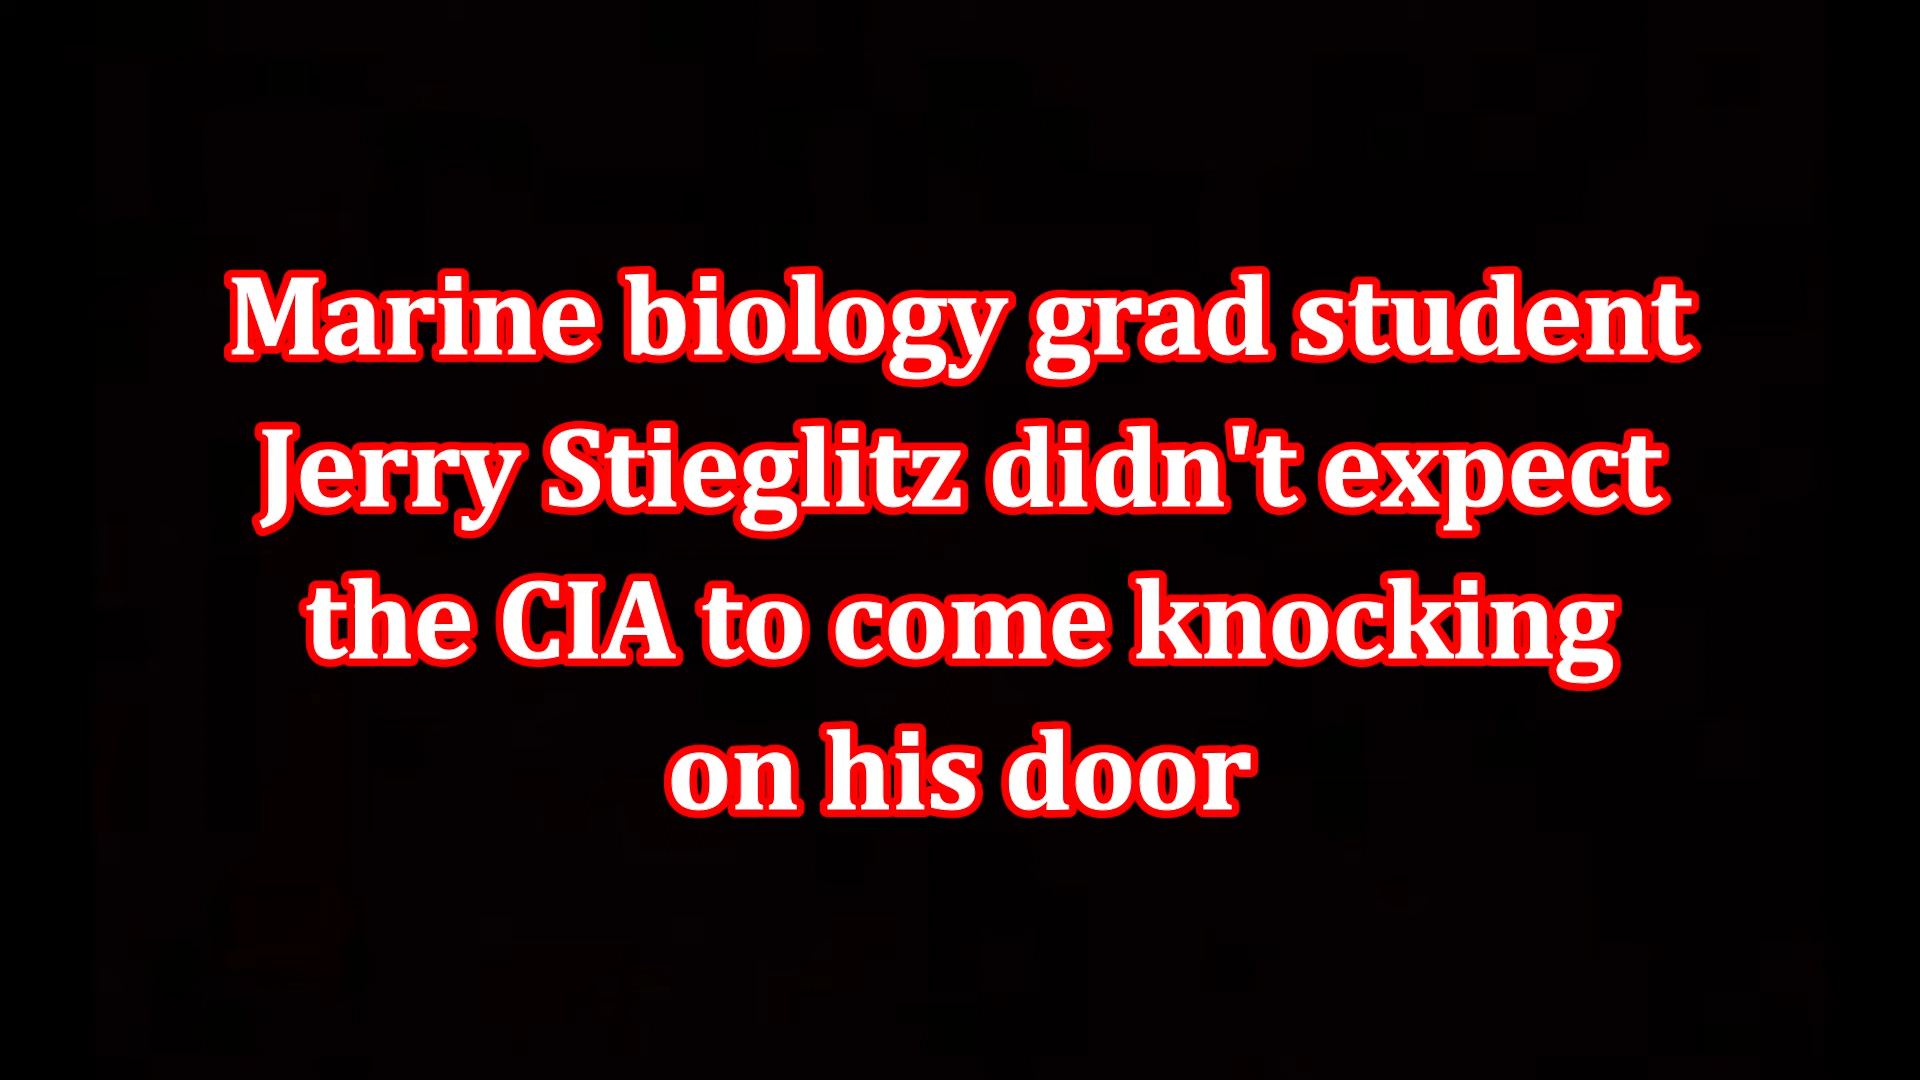 Marine biology grad student
Jerry Stieglitz didn't expect
the CIA to come knocking
on his door